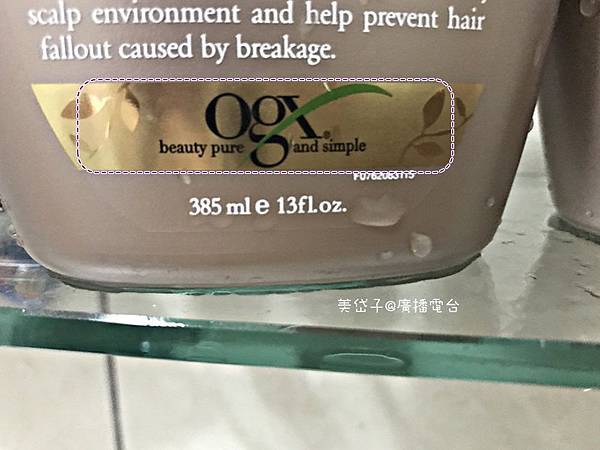 scalp environment and help prevent hair
fallout caused by breakage.
ogx®
beauty pure and simple
385 ml e 13fl.oz.
美岱子@廣播電台